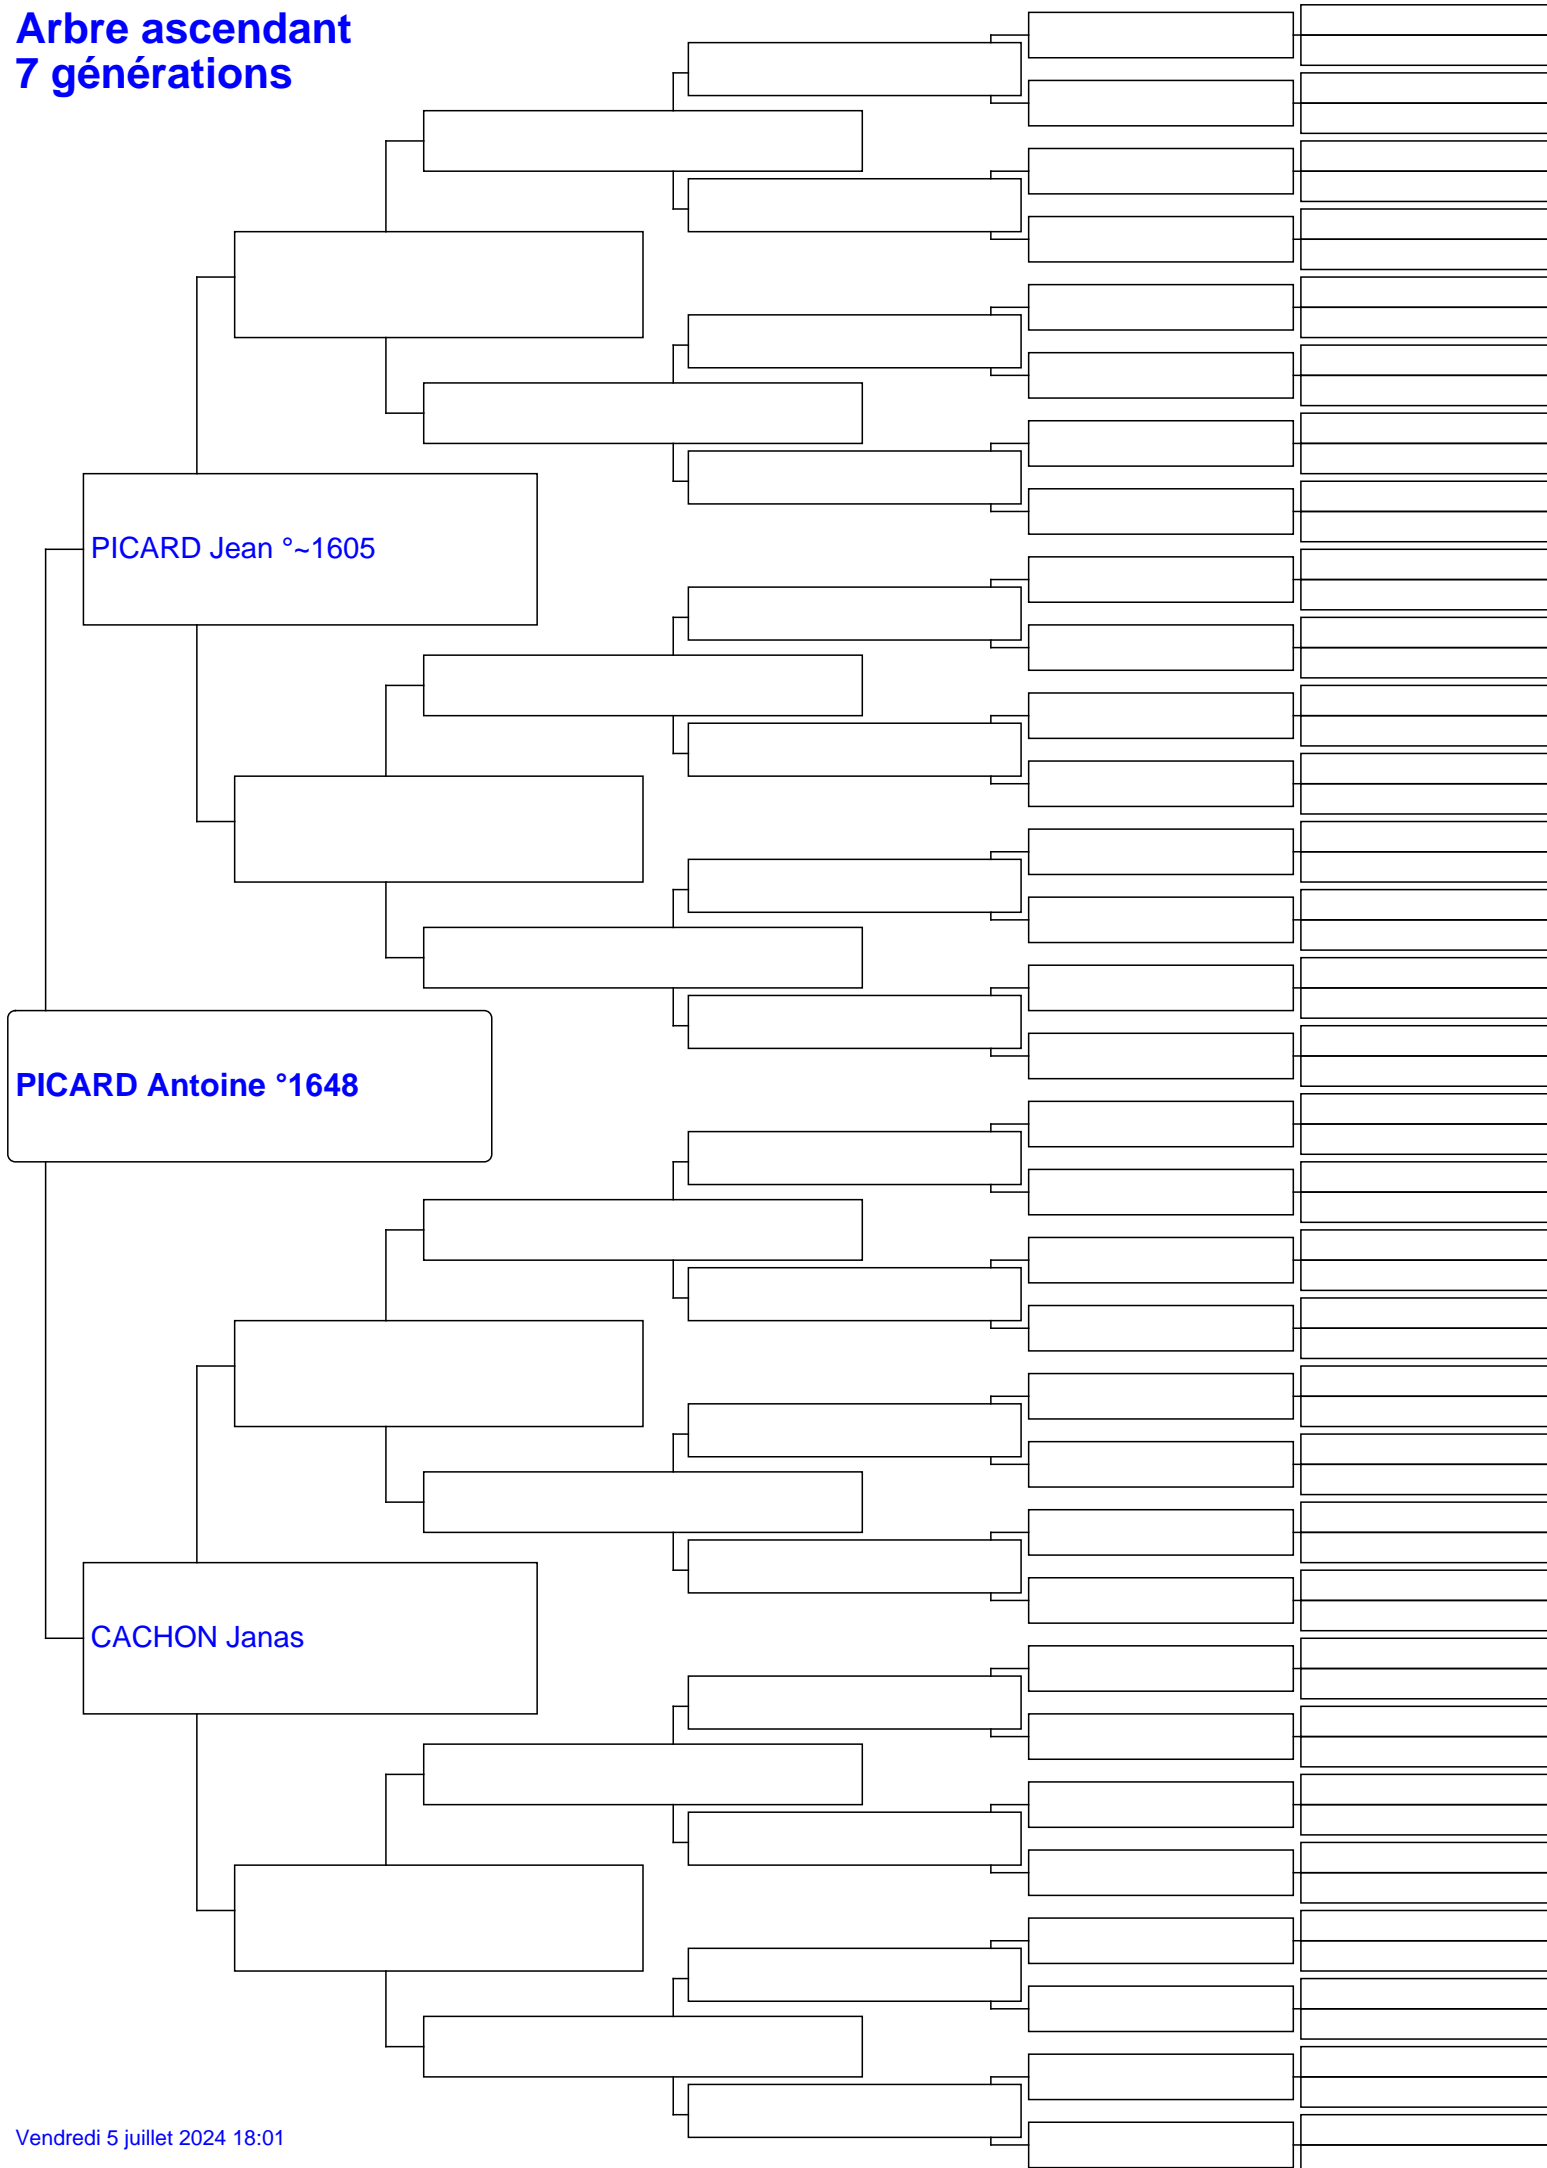 Arbre ascendant
7 générations
PICARD Jean °~1605
PICARD Antoine °1648
CACHON Janas
Vendredi 5 juillet 2024 18:01